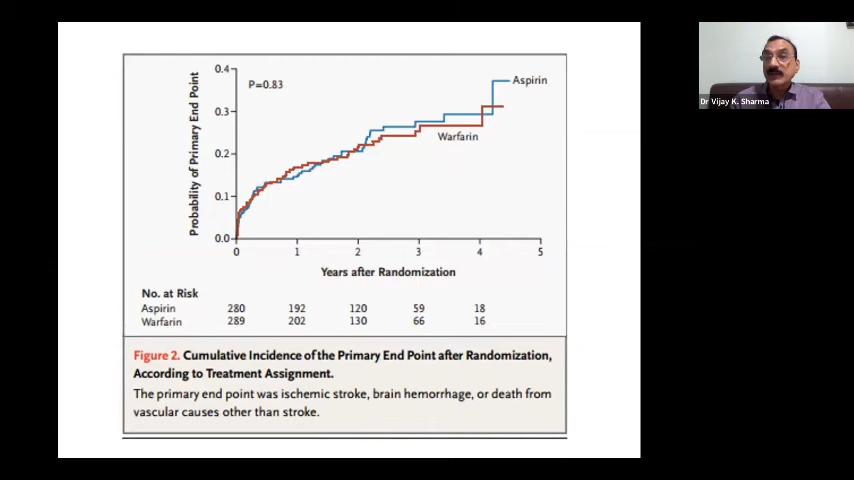 0.4
P=0.83
Aspirin
0.3
Warfarin
0.2
0.1
0.0
Probability of Primary End Point
0 1 2 3 4 5
Years after Randomization
No. at Risk
Aspirin 280 192 120 59 18
Warfarin 289 202 130 66 16
Figure 2. Cumulative Incidence of the Primary End Point after Randomization,
According to Treatment Assignment.
The primary end point was ischemic stroke, brain hemorrhage, or death from
vascular causes other than stroke.
Dr Vijay K. Sharma